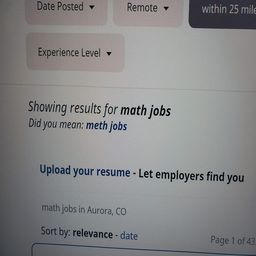 Date Posted
Remote
within 25 mile
Experience Level
Showing results for math jobs
Did you mean: meth jobs
Upload your resume - Let employers find you
math jobs in Aurora, CO
Sort by: relevance - date
Page 1 of 43